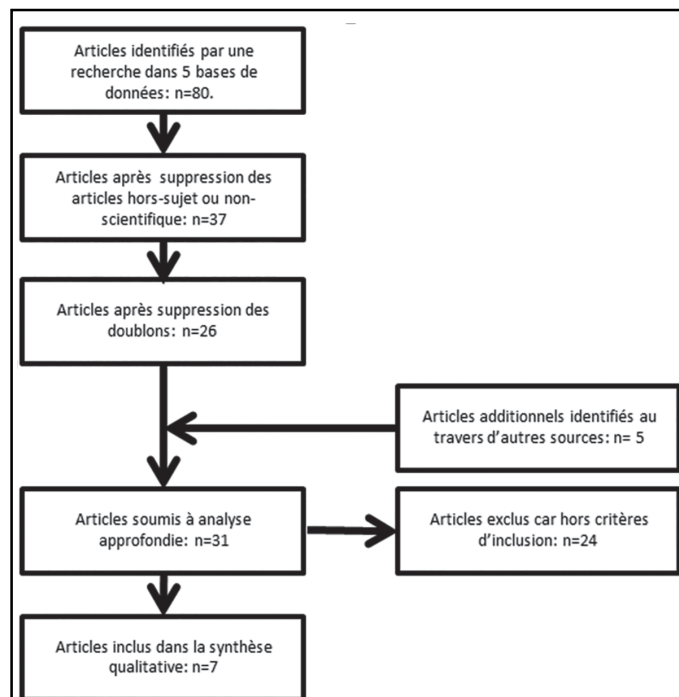 Articles identifiés par une
recherche dans 5 bases de
données: n=80.
Articles après suppression des
articles hors-sujet ou non-
scientifique: n=37
Articles après suppression des
doublons: n=26
Articles additionnels identifiés au
travers d'autres sources: n= 5
Articles soumis à analyse
approfondie: n=31
Articles exclus car hors critères
d'inclusion: n=24
Articles inclus dans la synthèse
qualitative: n=7